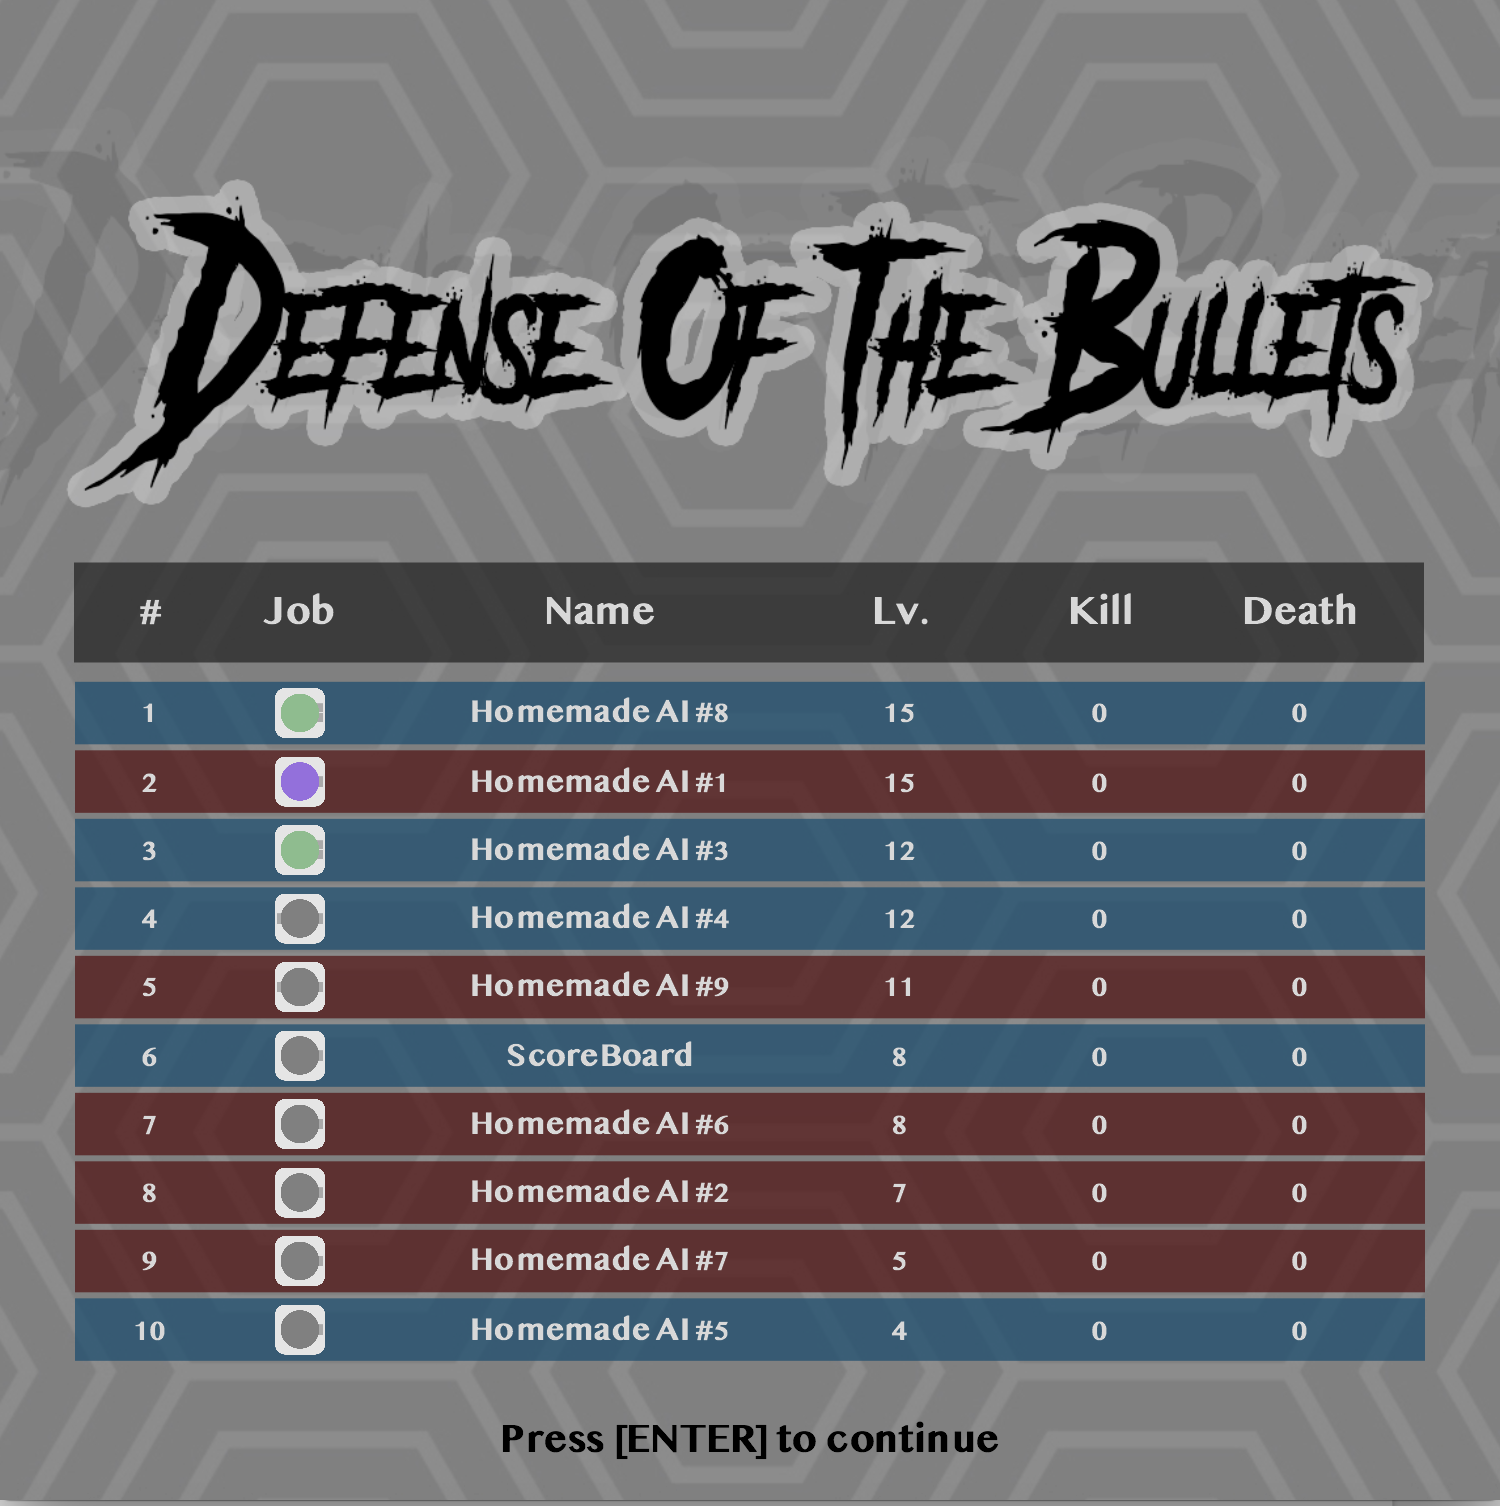 DEFENSE OF THE BULLETS
# Job Name Lv. Kill Death
1 Homemade AI #8 15 0 0
2 Homemade AI #1 15 0 0
3 Homemade AI #3 12 0 0
4 Homemade AI #4 12 0 0
5 Homemade AI #9 11 0 0
6 ScoreBoard 8 0 0
7 Homemade AI #6 8 0 0
8 Homemade AI #2 7 0 0
9 Homemade AI #7 5 0 0
10 Homemade AI #5 4 0 0
Press [ENTER] to continue